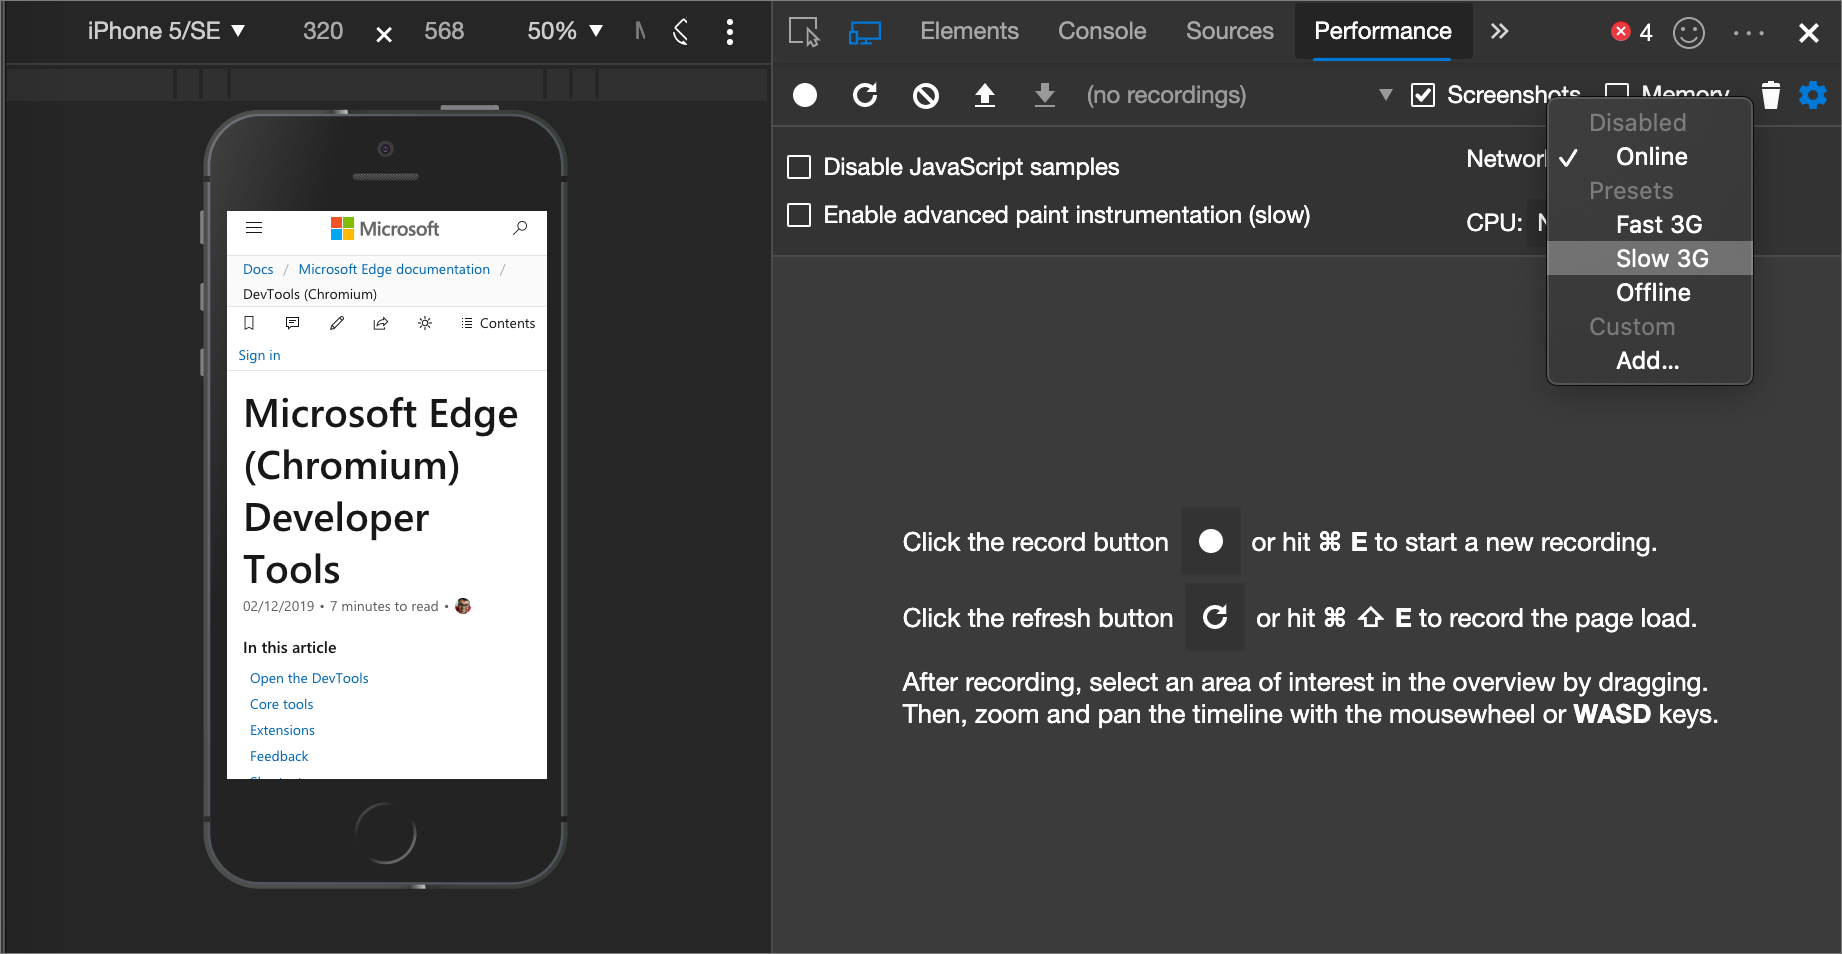 iPhone 5/SE 320 568 50%
Elements Console Sources Performance 4
(no recordings) Screenshots Memory
Disable JavaScript samples
Enable advanced paint instrumentation (slow)
Network
CPU:
Disabled
Online
Presets
Fast 3G
Slow 3G
Offline
Custom
Add...
Microsoft
Docs / Microsoft Edge documentation /
DevTools (Chromium)
Contents
Sign in
Microsoft Edge
(Chromium)
Developer
Tools
02/12/2019 • 7 minutes to read •
In this article
Open the DevTools
Core tools
Extensions
Feedback
Click the record button or hit ⌘ E to start a new recording.
Click the refresh button or hit ⌘ ⇧ E to record the page load.
After recording, select an area of interest in the overview by dragging.
Then, zoom and pan the timeline with the mousewheel or WASD keys.